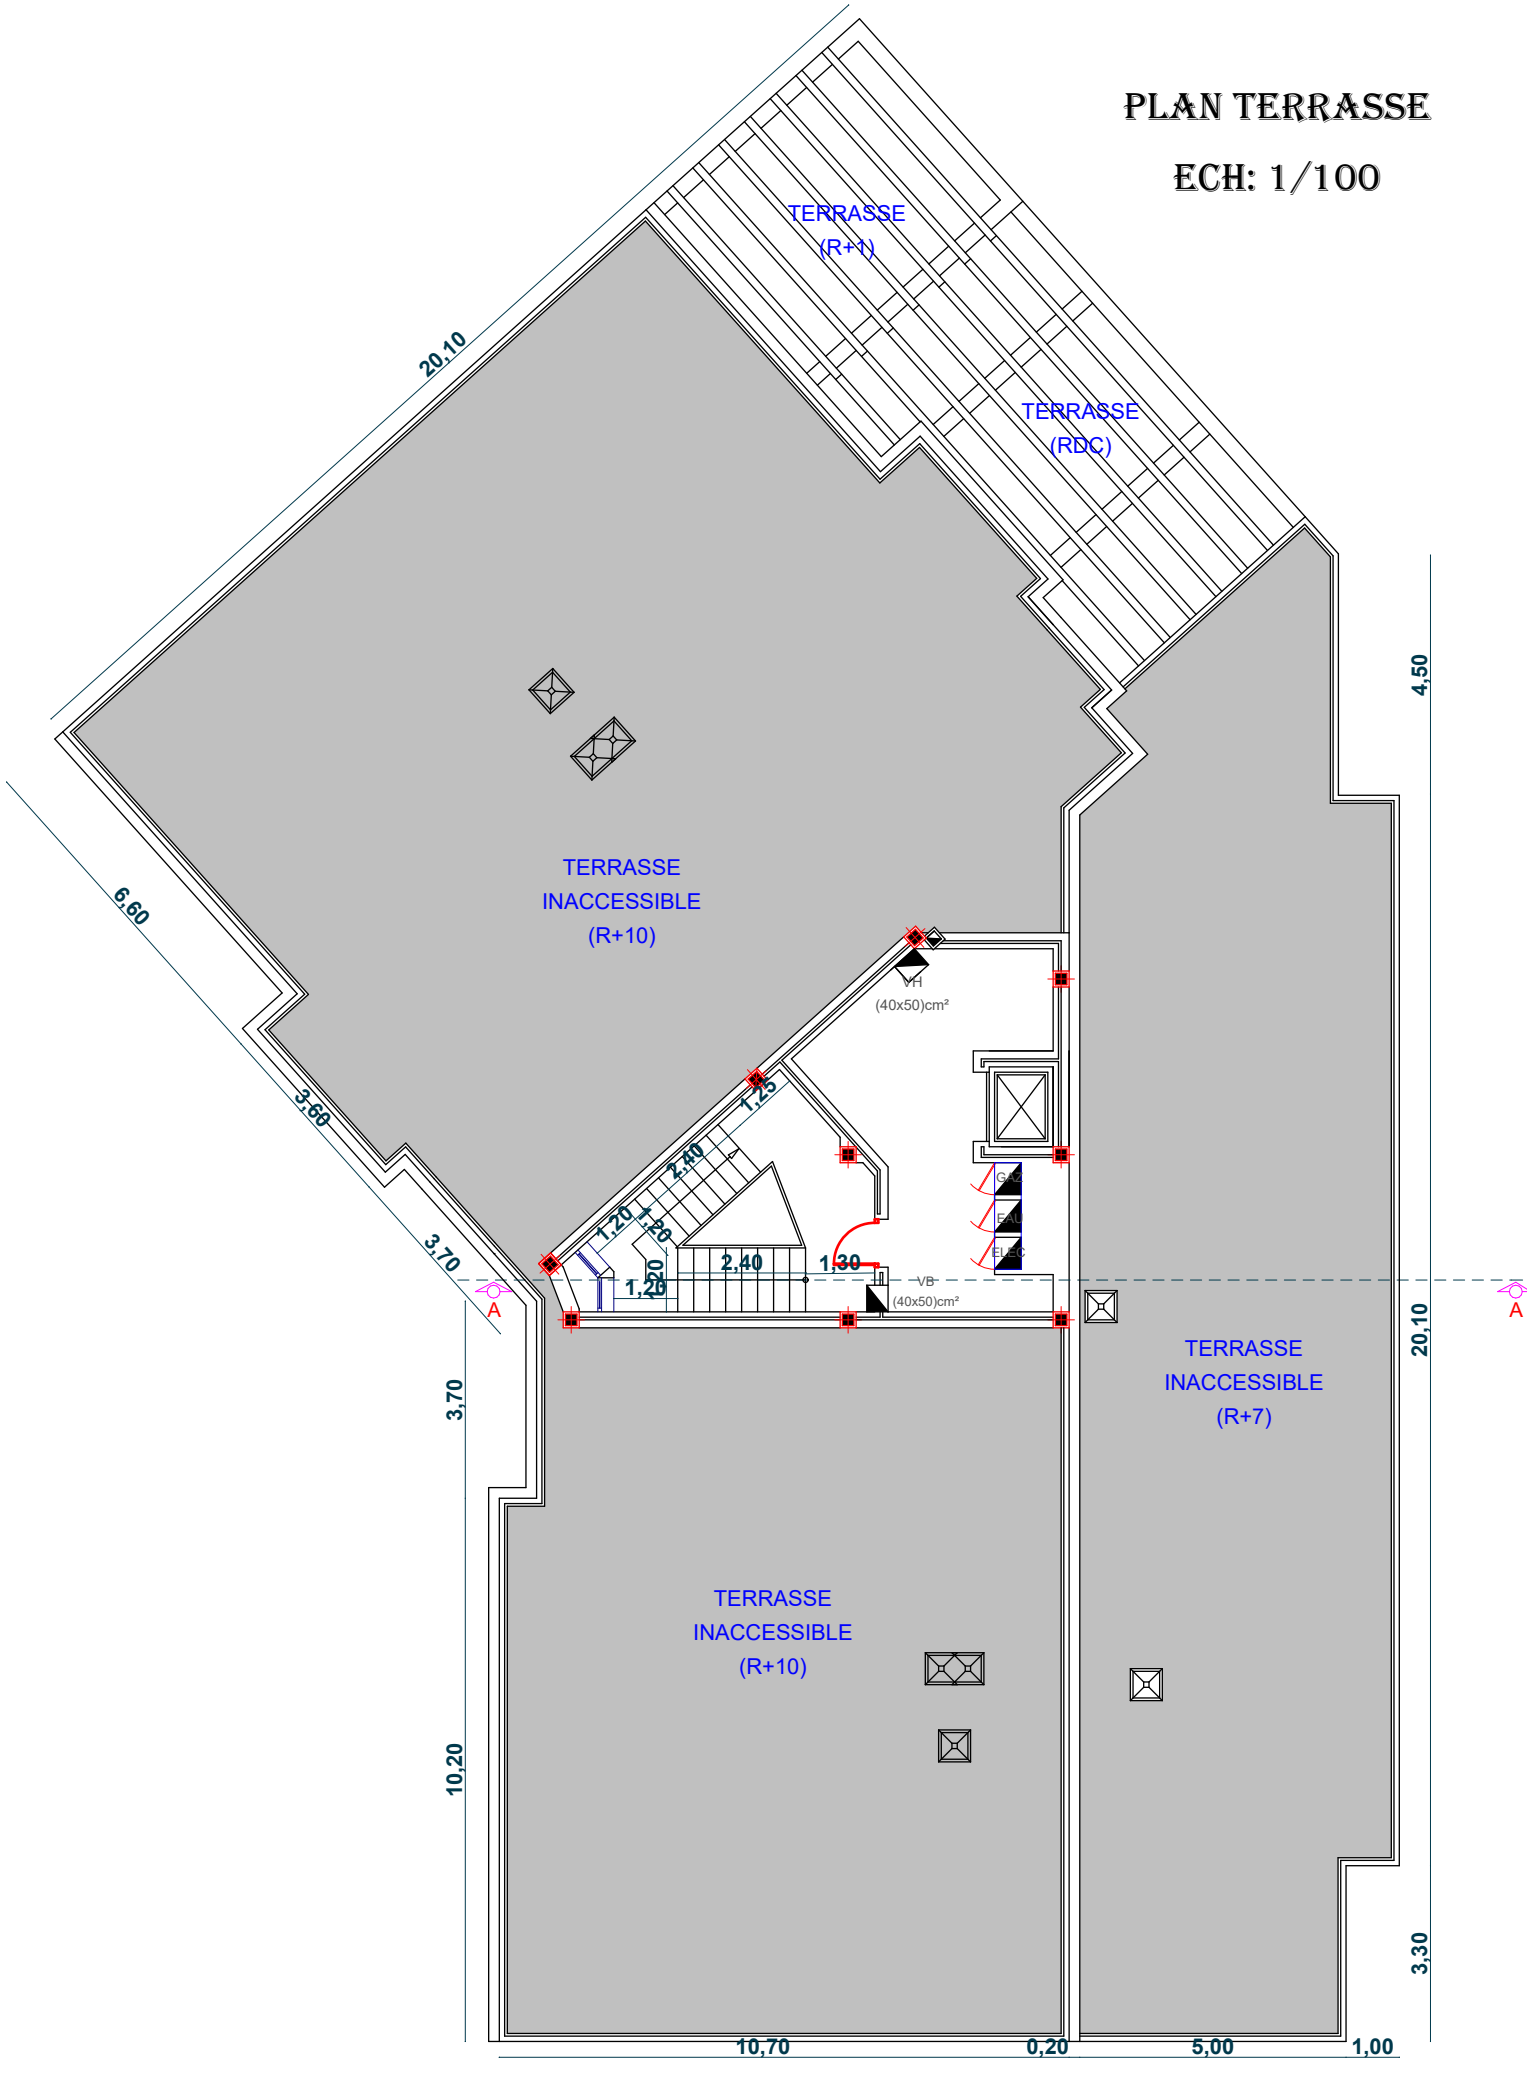 PLAN TERRASSE
ECH: 1/100
TERRASSE
(R+1)
20,10
TERRASSE
(RDC)
4,50
TERRASSE
INACCESSIBLE
(R+10)
6,60
VH
(40x50)cm²
3,60
1,25
2,40
GAZ
1,20
1,20
EAU
3,70
ELEC
1,20
2,40
1,30
1,20
VB
(40x50)cm²
A
A
20,10
TERRASSE
INACCESSIBLE
(R+7)
3,70
TERRASSE
INACCESSIBLE
(R+10)
10,20
3,30
10,70
0,20
5,00
1,00